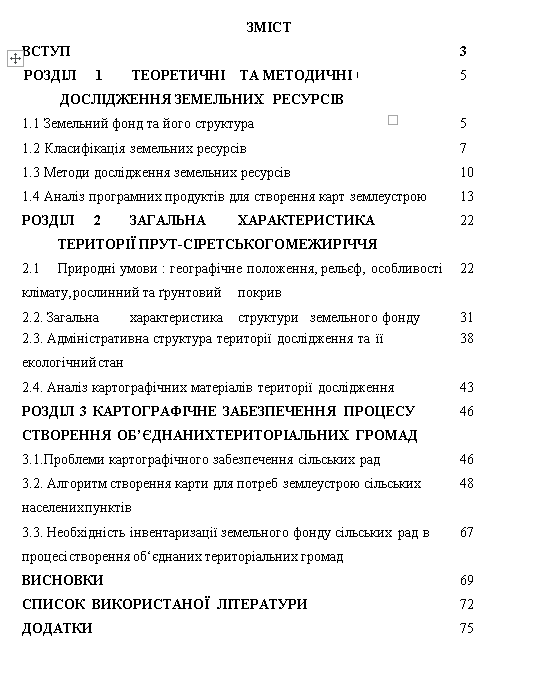 ЗМІСТ
ВСТУП 3
РОЗДІЛ 1 ТЕОРЕТИЧНІ ТА МЕТОДИЧНІ 5
ДОСЛІДЖЕННЯ ЗЕМЕЛЬНИХ РЕСУРСІВ
1.1 Земельний фонд та його структура 5
1.2 Класифікація земельних ресурсів 7
1.3 Методи дослідження земельних ресурсів 10
1.4 Аналіз програмних продуктів для створення карт землеустрою 13
РОЗДІЛ 2 ЗАГАЛЬНА ХАРАКТЕРИСТИКА 22
ТЕРИТОРІЇ ПРУТ-СІРЕТСЬКОГО МЕЖИРІЧЧЯ
2.1 Природні умови : географічне положення, рельєф, особливості 22
клімату, рослинний та ґрунтовий покрив
2.2. Загальна характеристика структури земельного фонду 31
2.3. Адміністративна структура території дослідження та її 38
екологічний стан
2.4. Аналіз картографічних матеріалів території дослідження 43
РОЗДІЛ 3 КАРТОГРАФІЧНЕ ЗАБЕЗПЕЧЕННЯ ПРОЦЕСУ 46
СТВОРЕННЯ ОБ’ЄДНАНИХ ТЕРИТОРІАЛЬНИХ ГРОМАД
3.1.Проблеми картографічного забезпечення сільських рад 46
3.2. Алгоритм створення карти для потреб землеустрою сільських 48
населених пунктів
3.3. Необхідність інвентаризації земельного фонду сільських рад в 67
процесі створення об‘єднаних територіальних громад
ВИСНОВКИ 69
СПИСОК ВИКОРИСТАНОЇ ЛІТЕРАТУРИ 72
ДОДАТКИ 75